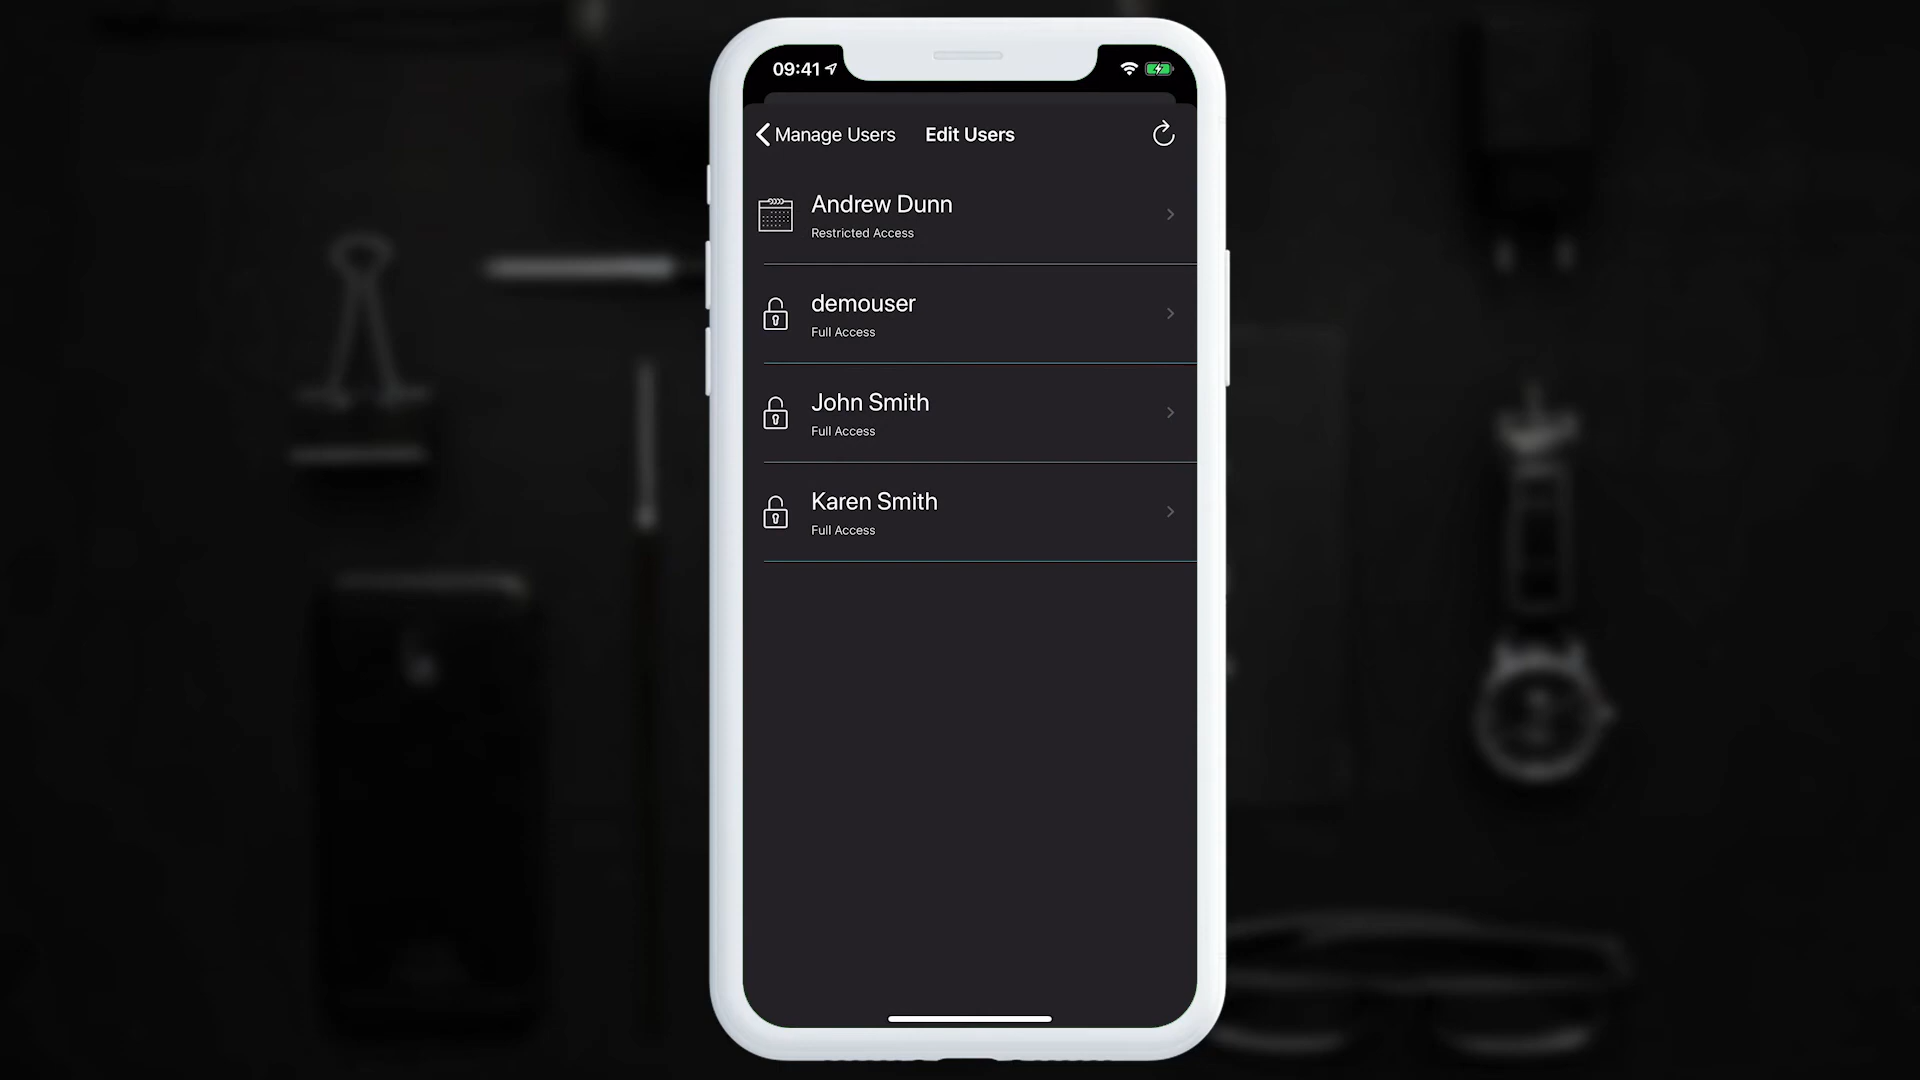 09:41
Manage Users
Edit Users
Andrew Dunn
Restricted Access
demouser
Full Access
John Smith
Full Access
Karen Smith
Full Access